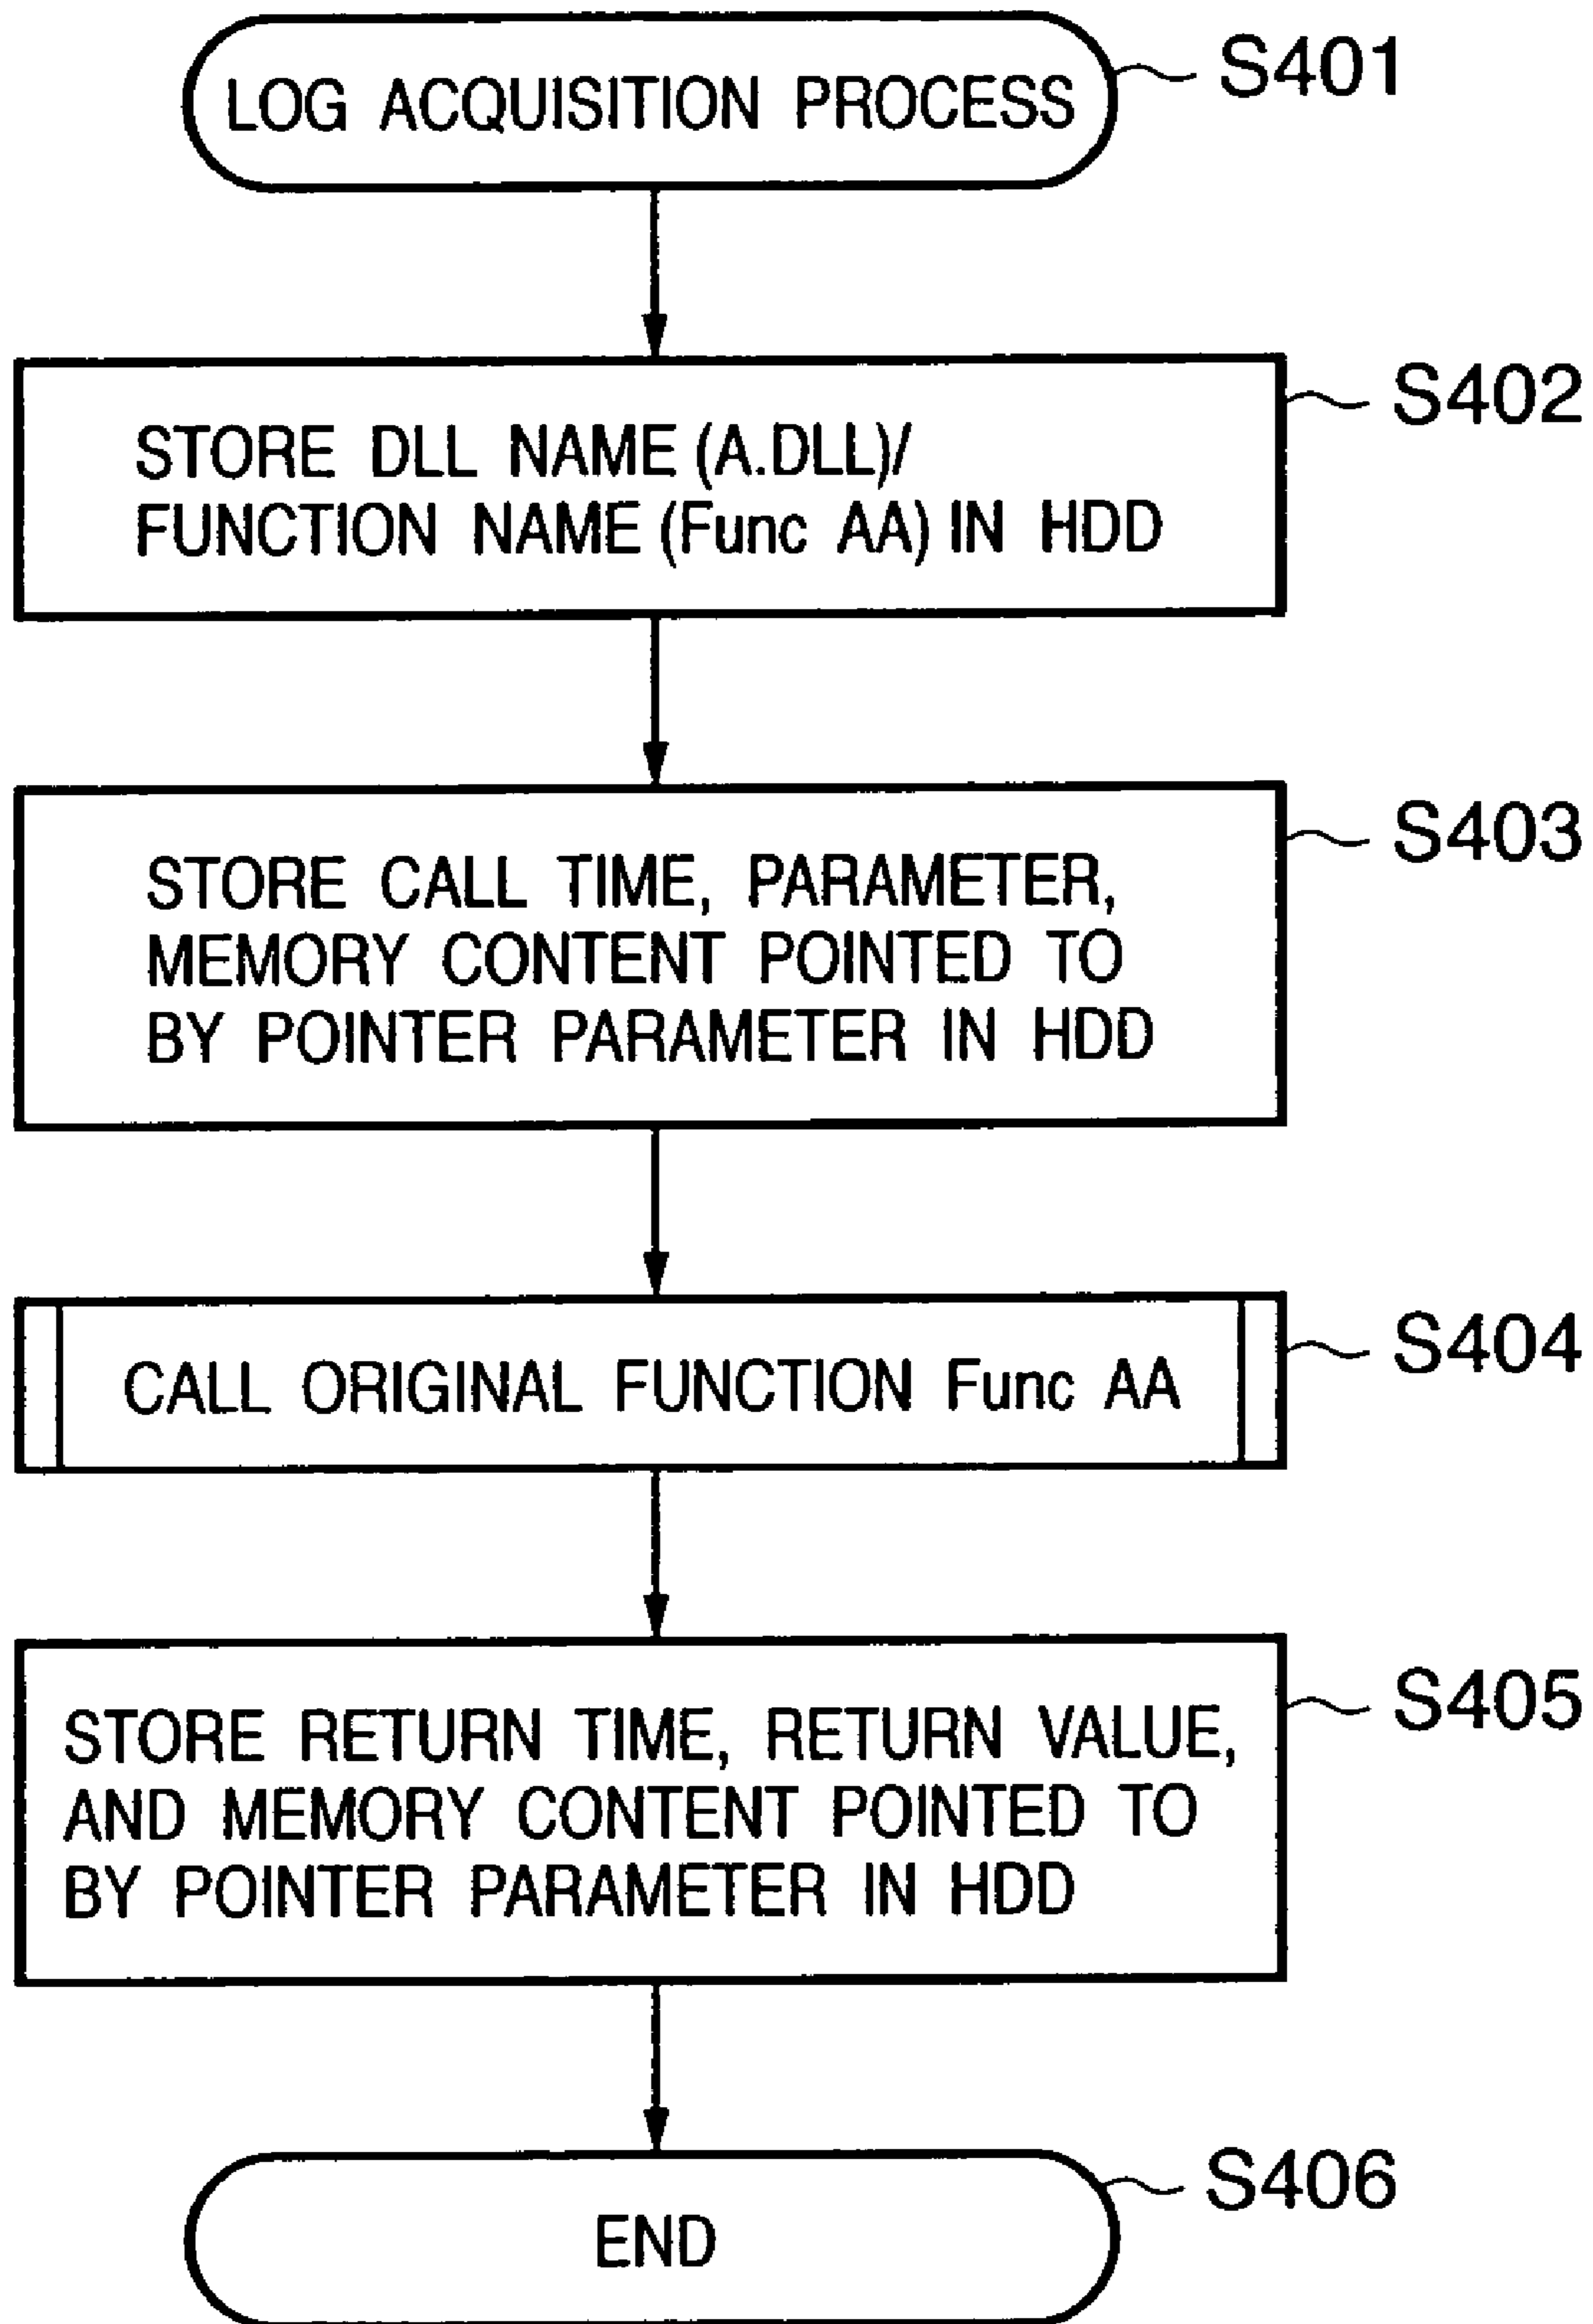 LOG ACQUISITION PROCESS
S401
STORE DLL NAME (A.DLL)/
FUNCTION NAME (Func AA) IN HDD
S402
STORE CALL TIME, PARAMETER,
MEMORY CONTENT POINTED TO
BY POINTER PARAMETER IN HDD
S403
CALL ORIGINAL FUNCTION Func AA
S404
STORE RETURN TIME, RETURN VALUE,
AND MEMORY CONTENT POINTED TO
BY POINTER PARAMETER IN HDD
S405
END
S406